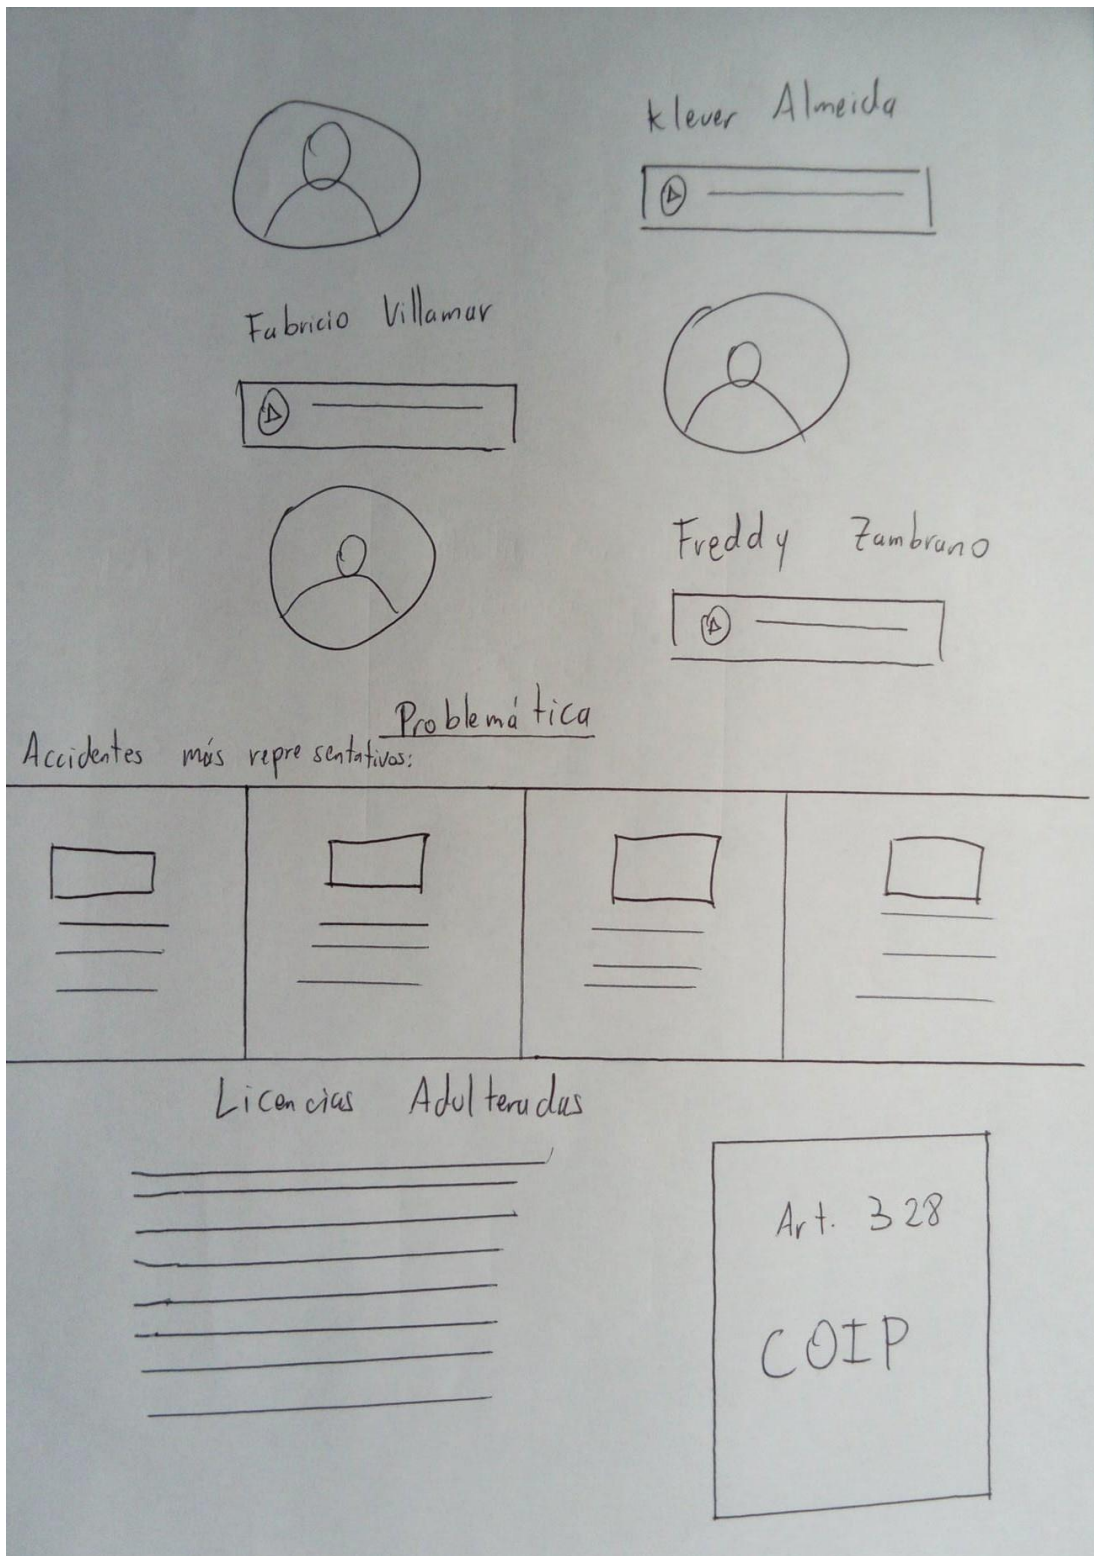 Klever Almeida
Fabricio Villamar
Freddy Zambrano
Problemática
Accidentes más representativos:
Licencias Adulteradas
Art. 328
COIP